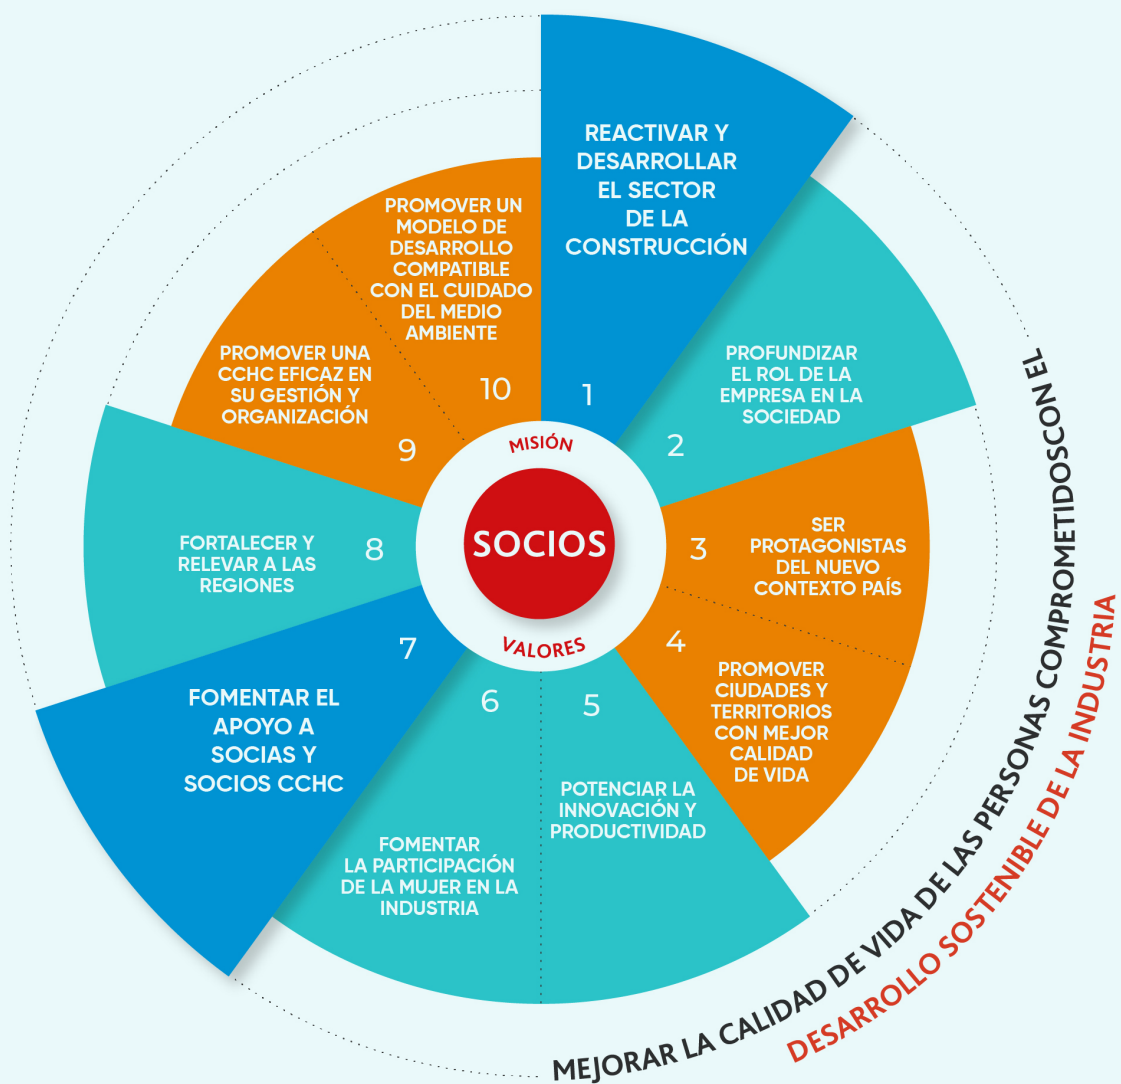 REACTIVAR Y
DESARROLLAR
EL SECTOR
DE LA
CONSTRUCCIÓN
1
PROFUNDIZAR
EL ROL DE LA
EMPRESA EN LA
SOCIEDAD
2
SER
PROTAGONISTAS
DEL NUEVO
CONTEXTO PAÍS
3
PROMOVER
CIUDADES Y
TERRITORIOS
CON MEJOR
CALIDAD
DE VIDA
4
POTENCIAR LA
INNOVACIÓN Y
PRODUCTIVIDAD
5
FOMENTAR
LA PARTICIPACIÓN
DE LA MUJER EN LA
INDUSTRIA
6
FOMENTAR EL
APOYO A
SOCIAS Y
SOCIOS CCHC
7
FORTALECER Y
RELEVAR A LAS
REGIONES
8
PROMOVER UNA
CCHC EFICAZ EN
SU GESTIÓN Y
ORGANIZACIÓN
9
PROMOVER UN
MODELO DE
DESARROLLO
COMPATIBLE
CON EL CUIDADO
DEL MEDIO
AMBIENTE
10
MISIÓN
SOCIOS
VALORES
MEJORAR LA CALIDAD DE VIDA DE LAS PERSONAS COMPROMETIDOSCON EL
DESARROLLO SOSTENIBLE DE LA INDUSTRIA